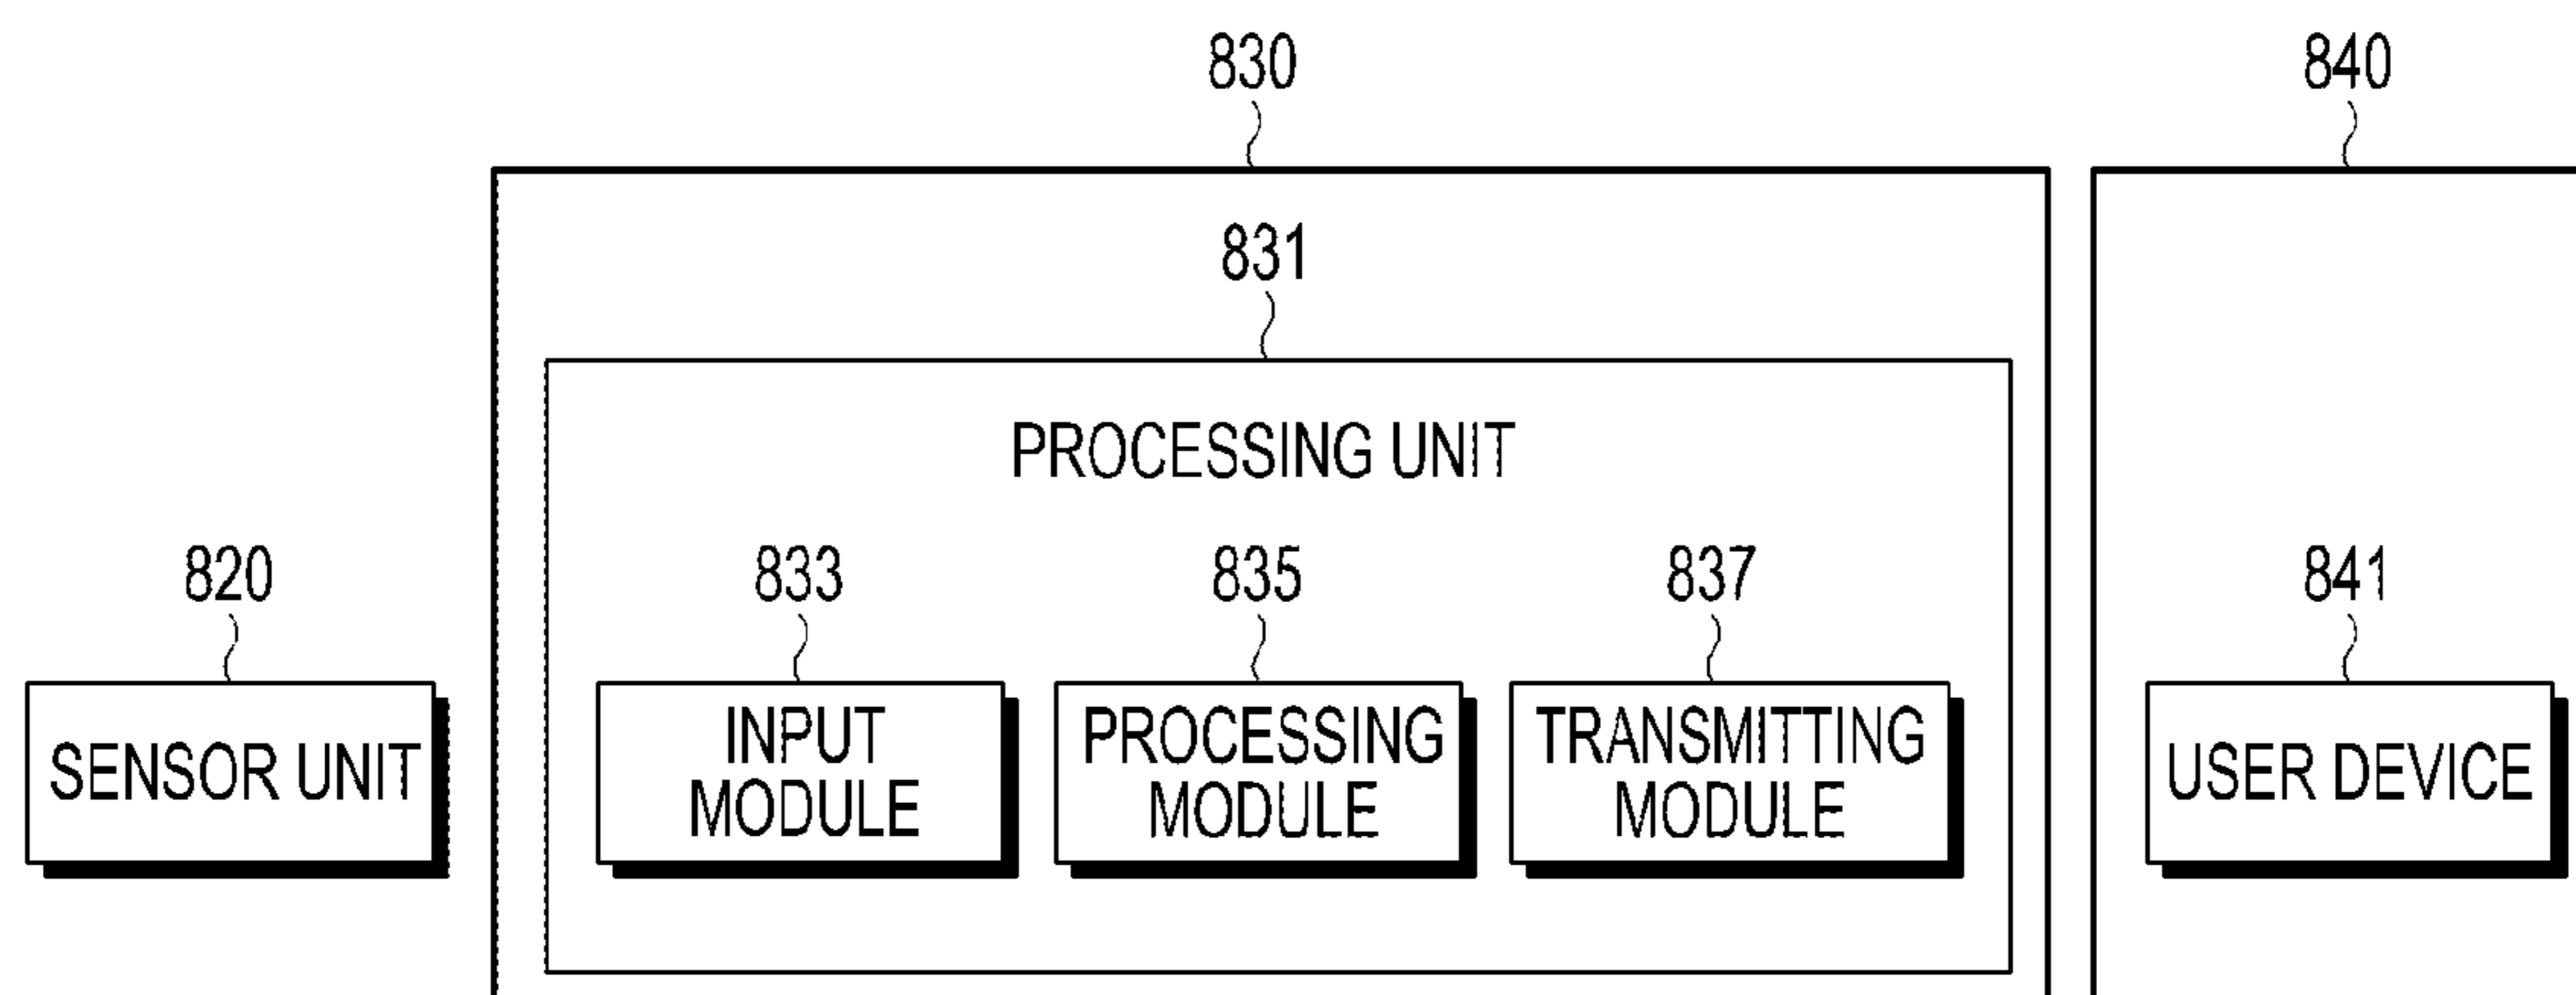 830
840
831
PROCESSING UNIT
820
833
835
837
841
SENSOR UNIT
INPUT
MODULE
PROCESSING
MODULE
TRANSMITTING
MODULE
USER DEVICE